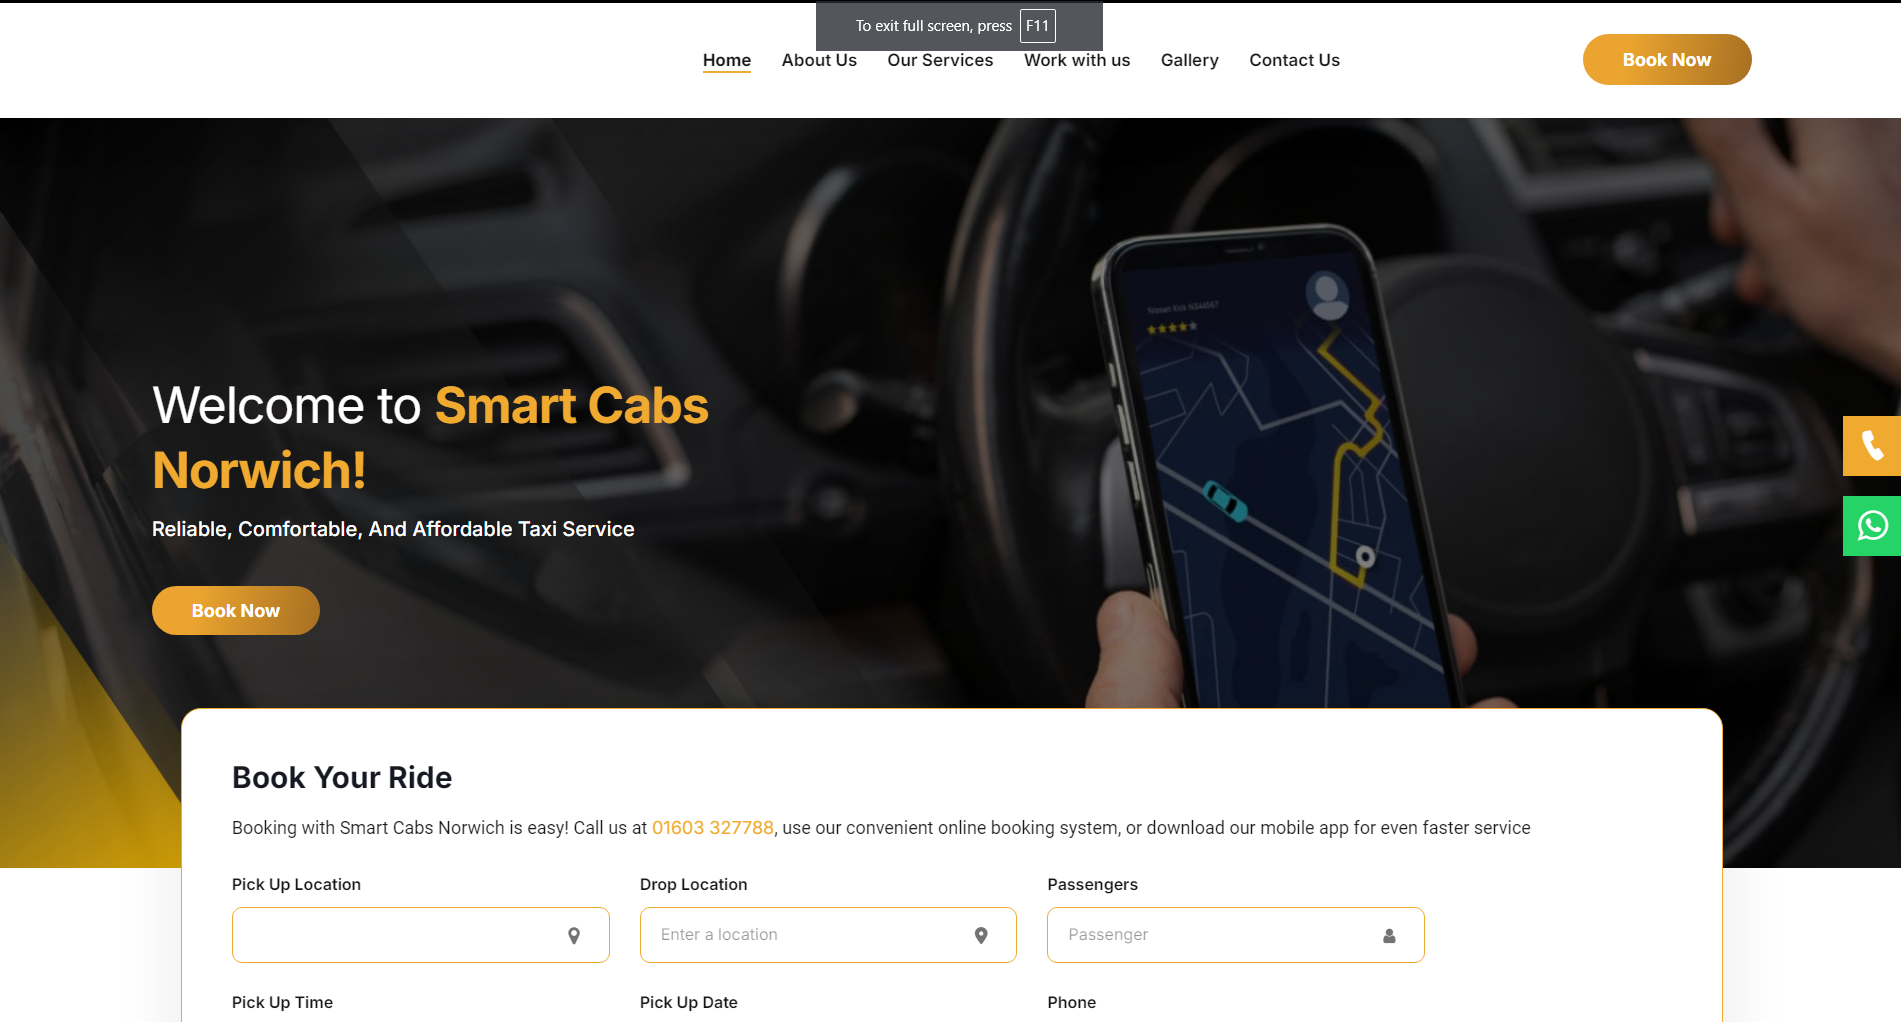 To exit full screen, press F11
Home About Us Our Services Work with us Gallery Contact Us
Book Now
Nissan Kick N344567
Welcome to Smart Cabs
Norwich!
Reliable, Comfortable, And Affordable Taxi Service
Book Now
Book Your Ride
Booking with Smart Cabs Norwich is easy! Call us at 01603 327788, use our convenient online booking system, or download our mobile app for even faster service
Pick Up Location Drop Location Passengers
Enter a location Passenger
Pick Up Time Pick Up Date Phone